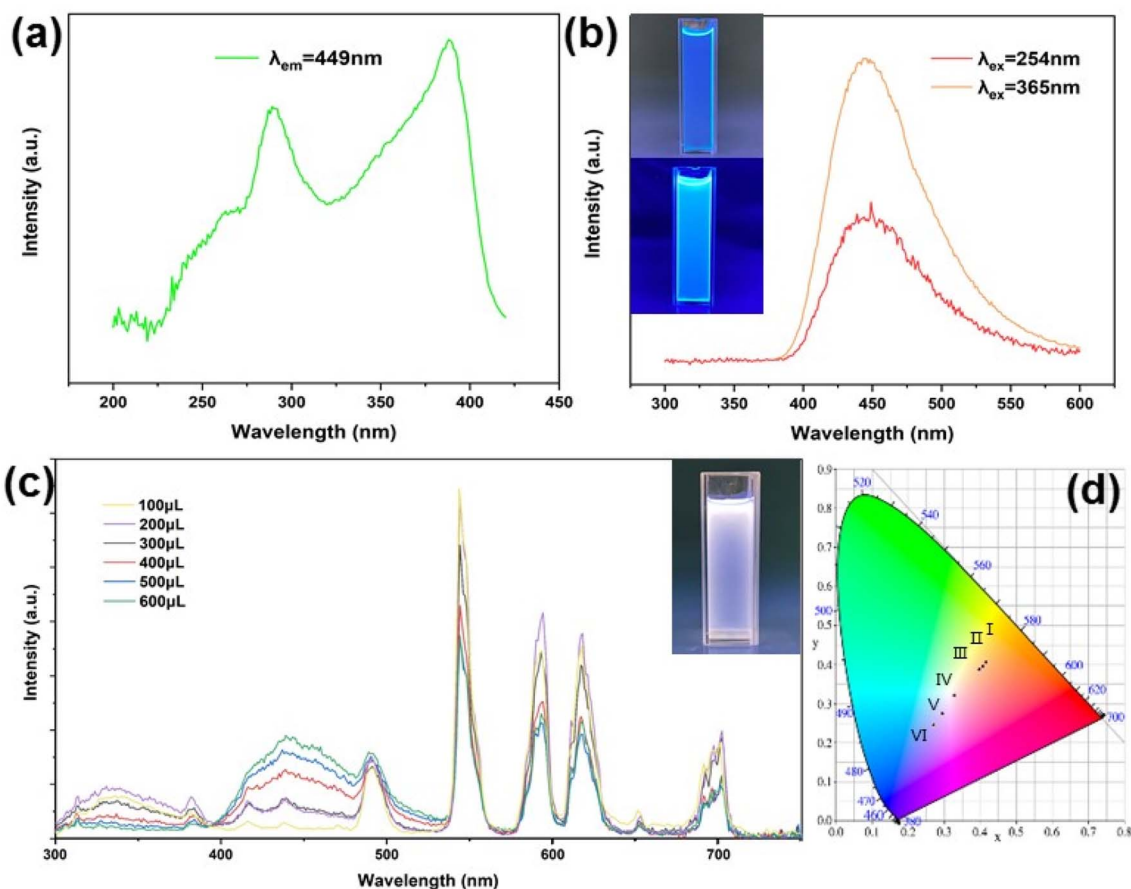 (a)
λem=449nm
Intensity (a.u.)
200 250 300 350 400 450
Wavelength (nm)
(b)
λex=254nm
λex=365nm
Intensity (a.u.)
300 350 400 450 500 550 600
Wavelength (nm)
(c)
100μL
200μL
300μL
400μL
500μL
600μL
Intensity (a.u.)
300 400 500 600 700
Wavelength (nm)
(d)
0.9
0.8
0.7
0.6
0.5
y
0.4
0.3
0.2
0.1
0.0
520
540
560
500
580
I
II
III
600
IV
620
V
700
490
VI
480
470
460
380
0.0 0.1 0.2 0.3 0.4 0.5 0.6 0.7 0.8
x